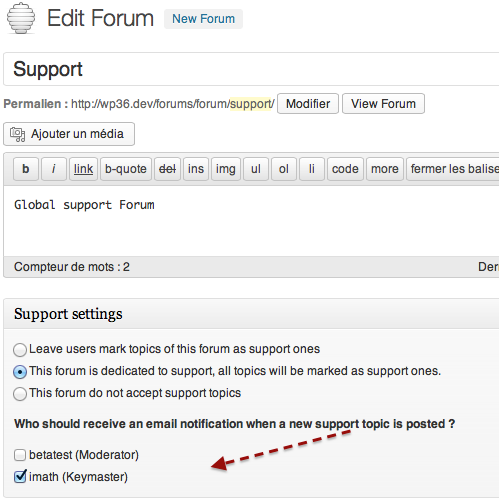 Edit Forum New Forum
Support
Permalien : http://wp36.dev/forums/forum/support/ Modifier View Forum
Ajouter un média
b i link b-quote del ins img ul ol li code more fermer les balise
Global support Forum
Compteur de mots : 2 Der
Support settings
Leave users mark topics of this forum as support ones
This forum is dedicated to support, all topics will be marked as support ones.
This forum do not accept support topics
Who should receive an email notification when a new support topic is posted ?
betatest (Moderator)
imath (Keymaster)